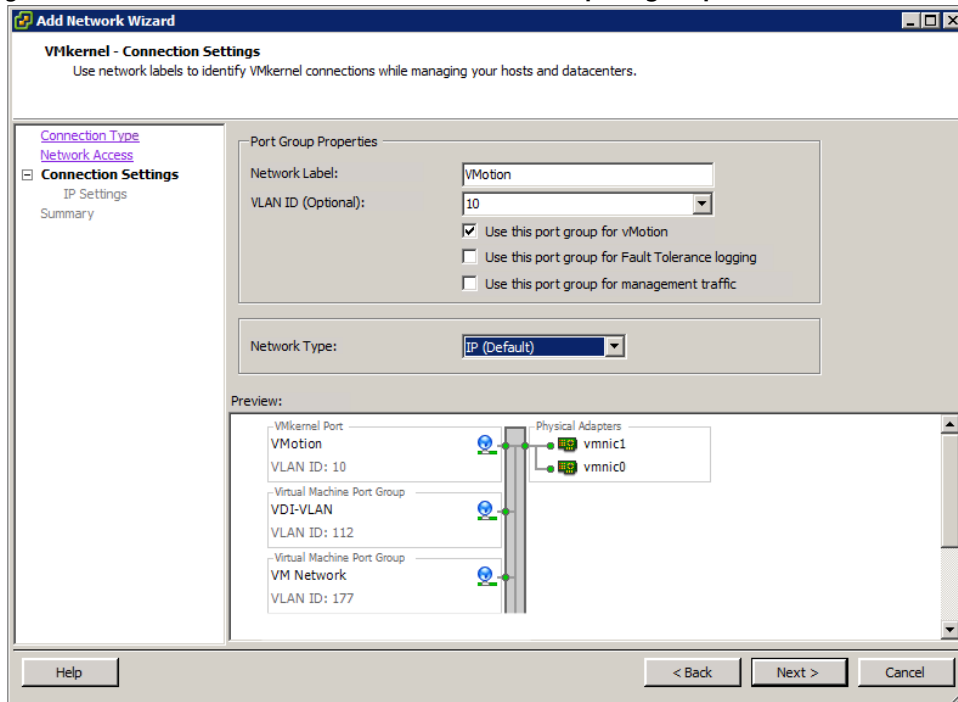 Add Network Wizard
VMkernel - Connection Settings
Use network labels to identify VMkernel connections while managing your hosts and datacenters.
Connection Type
Network Access
Connection Settings
IP Settings
Summary
Port Group Properties
Network Label:
VMotion
VLAN ID (Optional):
10
Use this port group for vMotion
Use this port group for Fault Tolerance logging
Use this port group for management traffic
Network Type:
IP (Default)
Preview:
VMkernel Port
VMotion
VLAN ID: 10
Virtual Machine Port Group
VDI-VLAN
VLAN ID: 112
Virtual Machine Port Group
VM Network
VLAN ID: 177
Physical Adapters
vmnic1
vmnic0
Help
< Back
Next >
Cancel